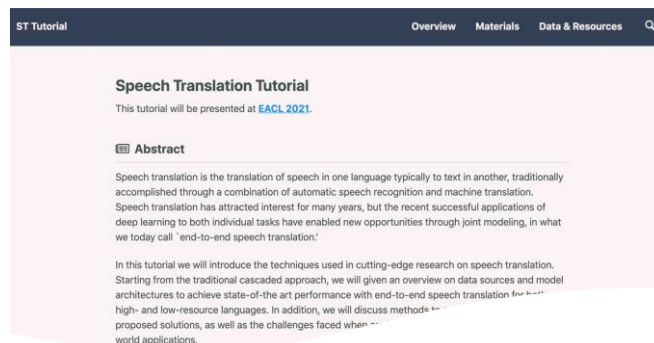 ST Tutorial
Overview Materials Data & Resources
Speech Translation Tutorial
This tutorial will be presented at EACL 2021.
Abstract
Speech translation is the translation of speech in one language typically to text in another, traditionally
accomplished through a combination of automatic speech recognition and machine translation.
Speech translation has attracted interest for many years, but the recent successful applications of
deep learning to both individual tasks have enabled new opportunities through joint modeling, in what
we today call `end-to-end speech translation.'
In this tutorial we will introduce the techniques used in cutting-edge research on speech translation.
Starting from the traditional cascaded approach, we will given an overview on data sources and model
architectures to achieve state-of-the art performance with end-to-end speech translation for
high- and low-resource languages. In addition, we will discuss methods
proposed solutions, as well as the challenges faced when
world applications.